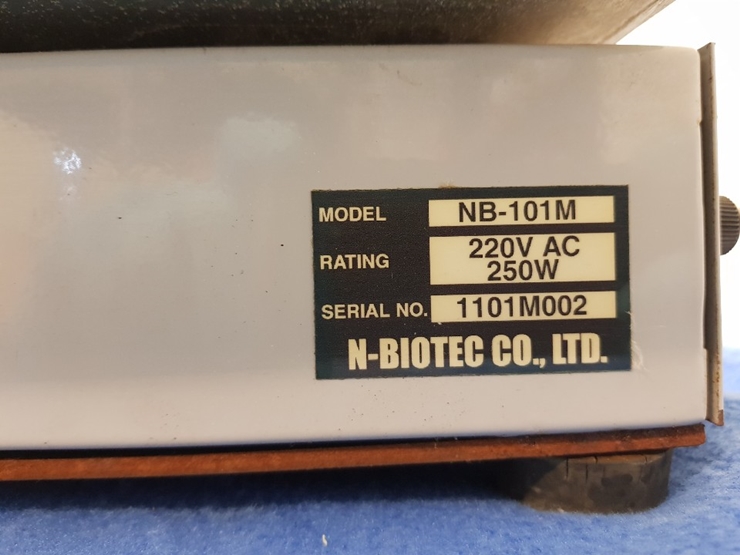 MODEL NB-101M
RATING 220V AC
250W
SERIAL NO. 1101M002
N-BIOTEC CO., LTD.